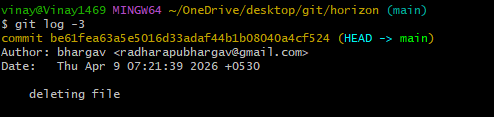 vinay@Vinay1469 MINGW64 ~/OneDrive/desktop/git/horizon (main)
$ git log -3
commit be61fea63a5e5016d33adaf44b1b08040a4cf524 (HEAD -> main)
Author: bhargav <radharapubhargav@gmail.com>
Date:   Thu Apr 9 07:21:39 2026 +0530
    deleting file